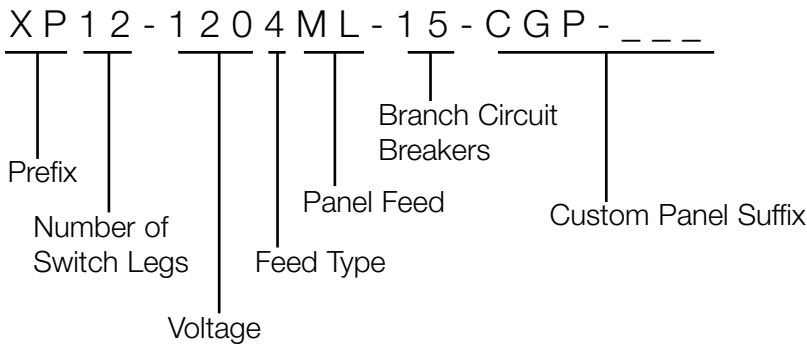 XP12-1204ML-15-CGP-___
Branch Circuit
Breakers
Prefix
Panel Feed
Custom Panel Suffix
Number of
Switch Legs
Feed Type
Voltage